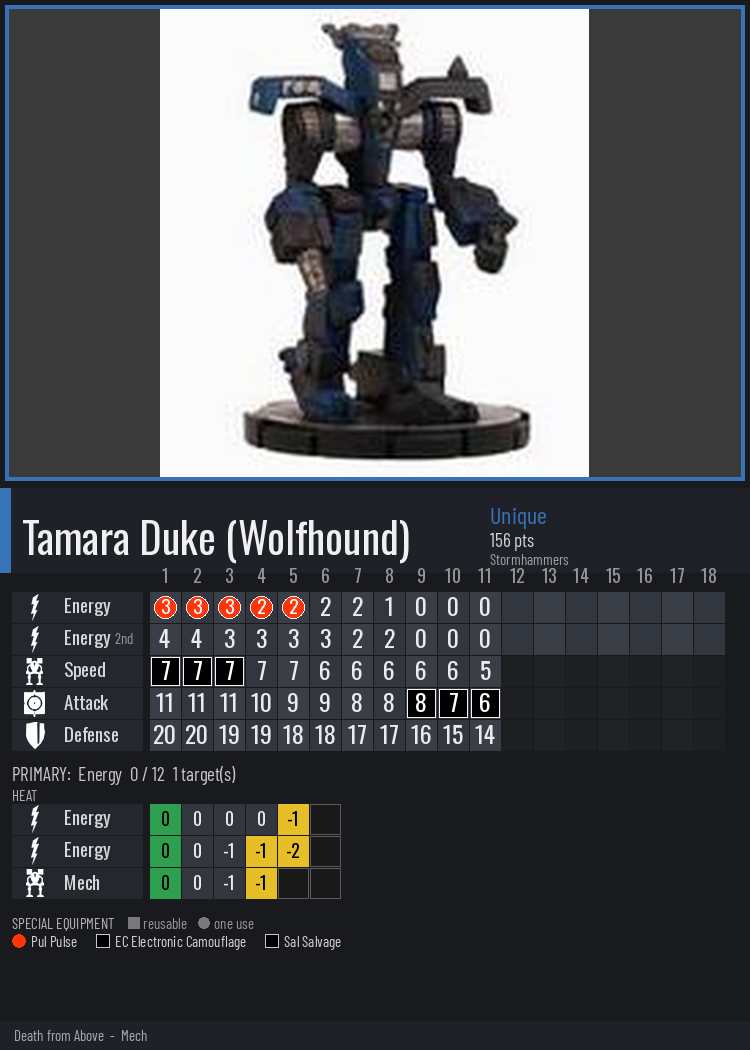 Tamara Duke (Wolfhound)
Unique
156 pts
Stormhammers
1 2 3 4 5 6 7 8 9 10 11 12 13 14 15 16 17 18
Energy 3 3 3 2 2 2 2 1 0 0 0
Energy 2nd 4 4 3 3 3 3 2 2 0 0 0
Speed 7 7 7 7 7 6 6 6 6 6 5
Attack 11 11 11 10 9 9 8 8 8 7 6
Defense 20 20 19 19 18 18 17 17 16 15 14
PRIMARY: Energy 0 / 12 1 target(s)
HEAT
Energy 0 0 0 0 -1
Energy 0 0 -1 -1 -2
Mech 0 0 -1 -1
SPECIAL EQUIPMENT reusable one use
Pul Pulse EC Electronic Camouflage Sal Salvage
Death from Above - Mech